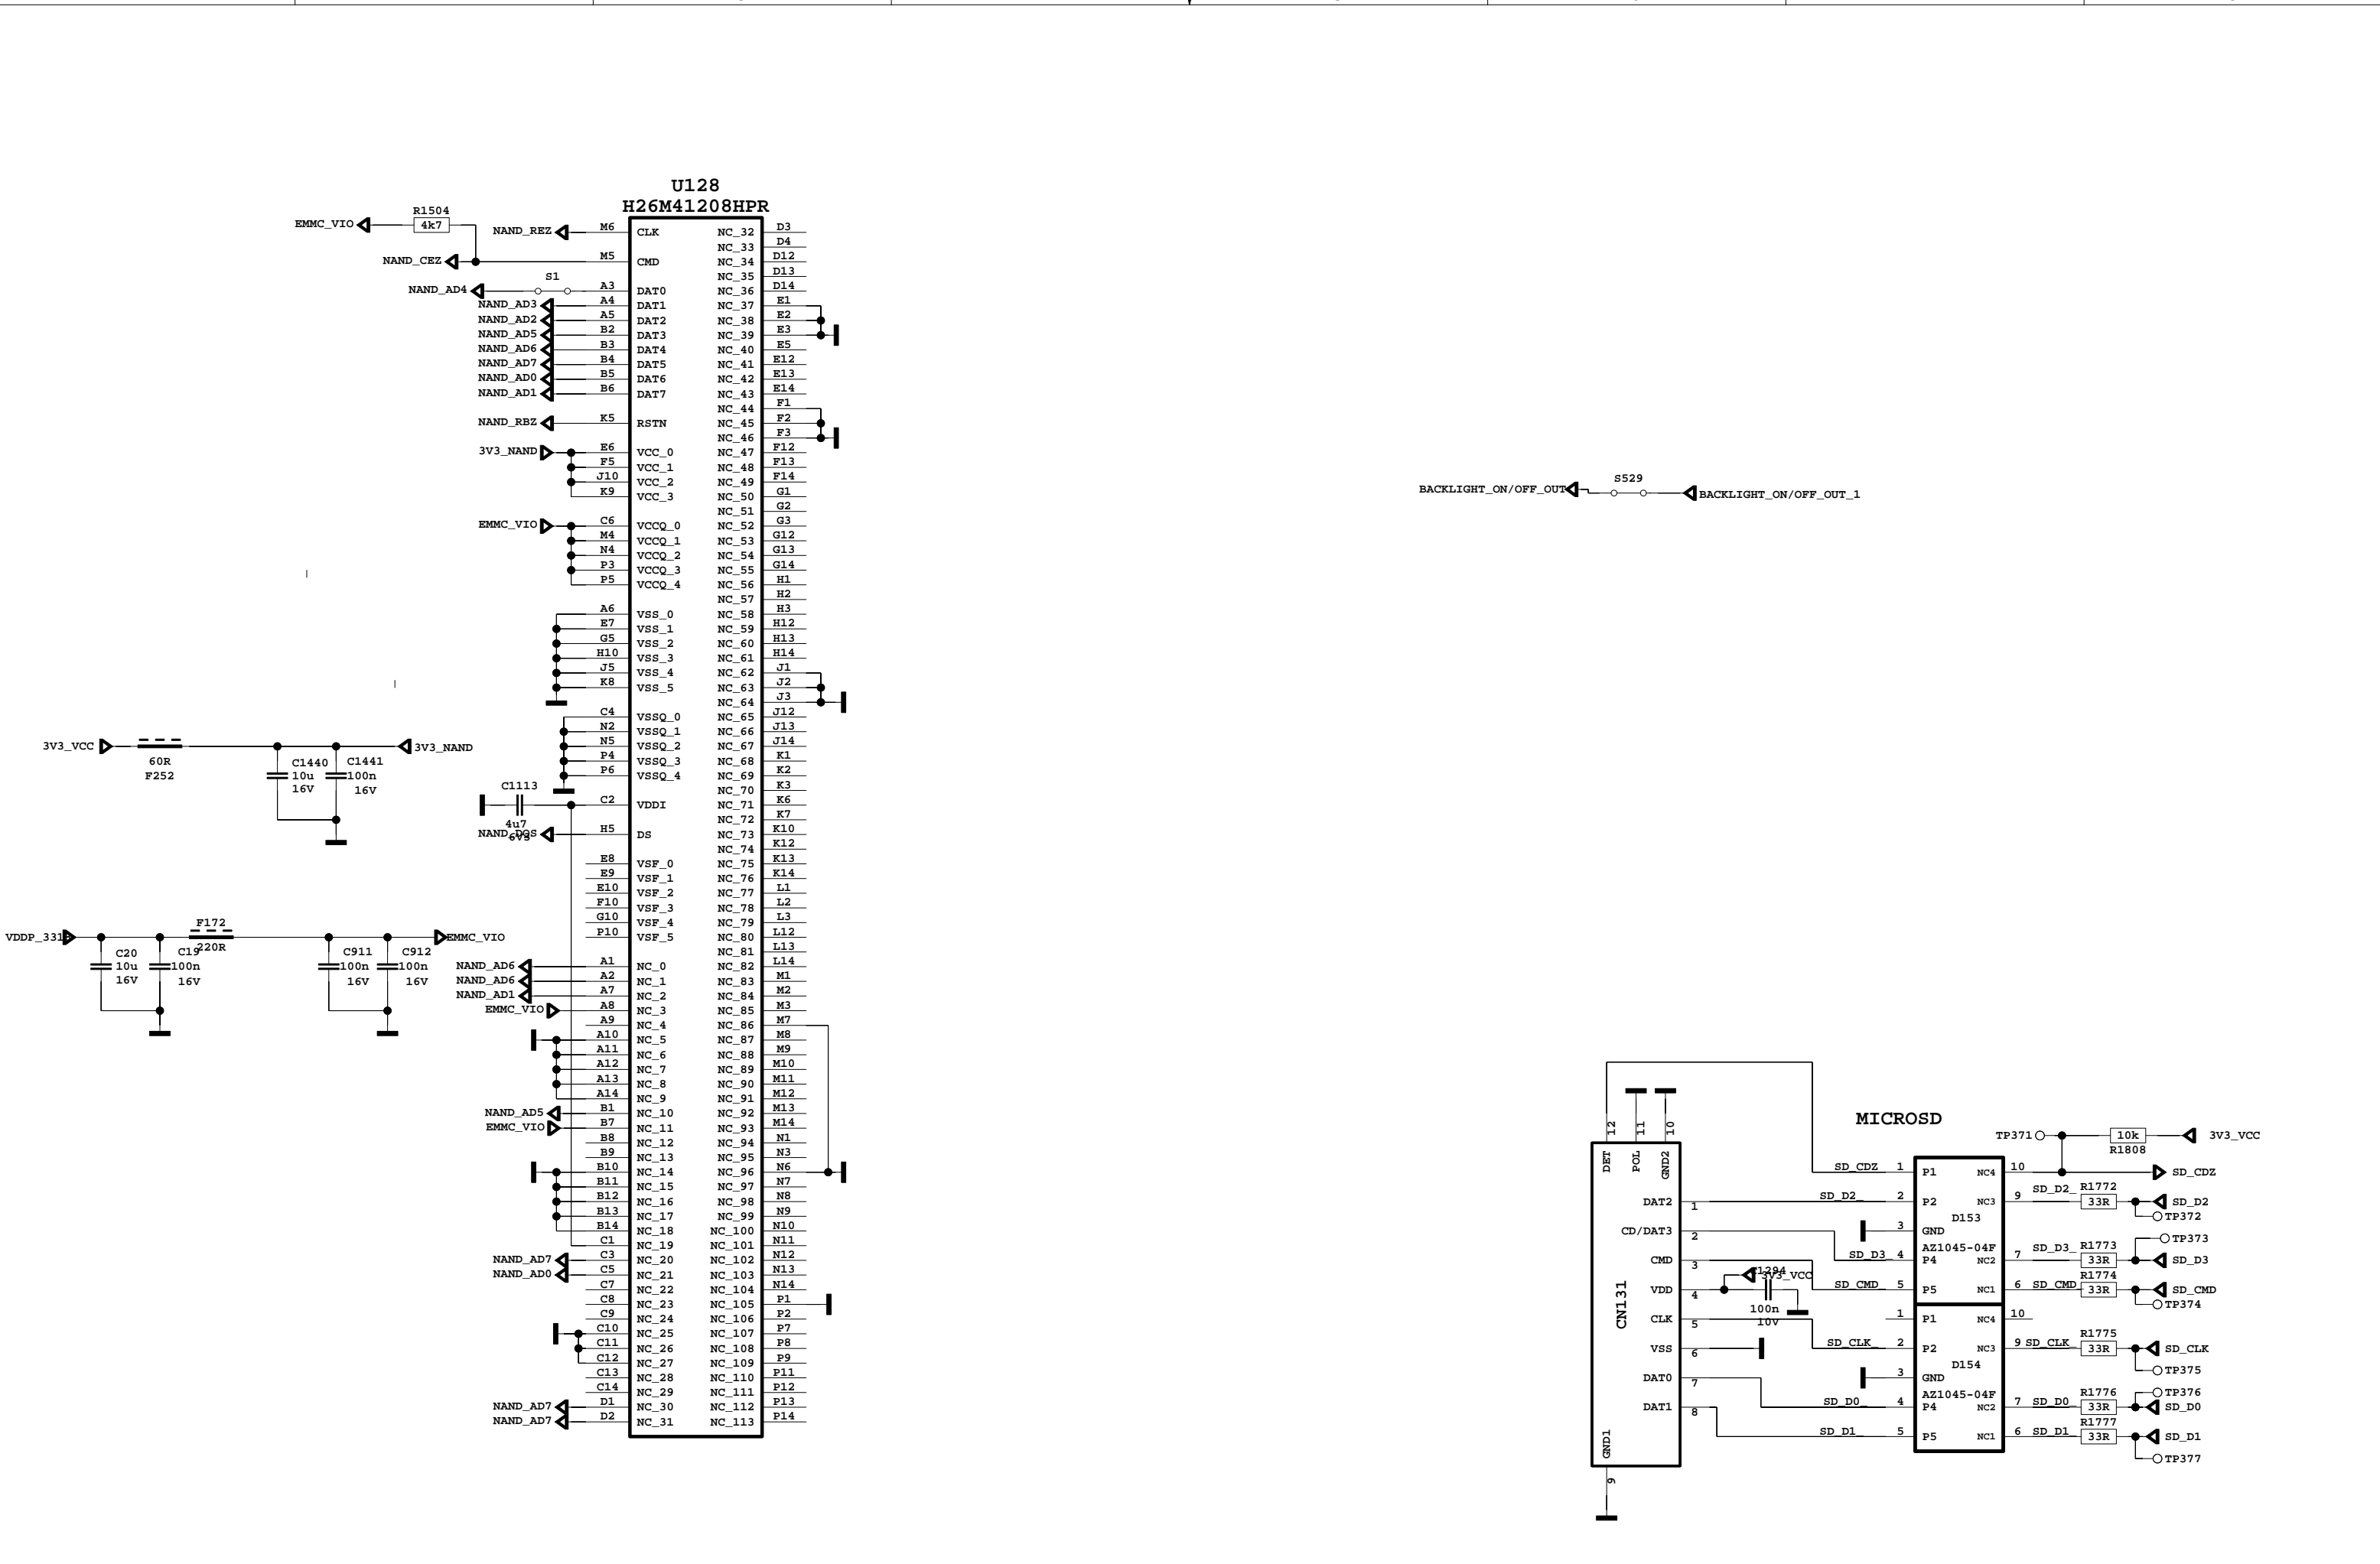 U128
H26M41208HPR
EMMC_VIO R1504 4k7
NAND_REZ M6 CLK NC_32 D3
NC_33 D4
NAND_CEZ M5 CMD NC_34 D12
NC_35 D13
NAND_AD4 S1 A3 DAT0 NC_36 D14
NAND_AD3 A4 DAT1 NC_37 E1
NAND_AD2 A5 DAT2 NC_38 E2
NAND_AD5 B2 DAT3 NC_39 E3
NAND_AD6 B3 DAT4 NC_40 E5
NAND_AD7 B4 DAT5 NC_41 E12
NAND_AD0 B5 DAT6 NC_42 E13
NAND_AD1 B6 DAT7 NC_43 E14
NC_44 F1
NAND_RBZ K5 RSTN NC_45 F2
NC_46 F3
3V3_NAND E6 VCC_0 NC_47 F12
F5 VCC_1 NC_48 F13
J10 VCC_2 NC_49 F14
K9 VCC_3 NC_50 G1
NC_51 G2
EMMC_VIO C6 VCCQ_0 NC_52 G3
M4 VCCQ_1 NC_53 G12
N4 VCCQ_2 NC_54 G13
P3 VCCQ_3 NC_55 G14
P5 VCCQ_4 NC_56 H1
NC_57 H2
A6 VSS_0 NC_58 H3
E7 VSS_1 NC_59 H12
G5 VSS_2 NC_60 H13
H10 VSS_3 NC_61 H14
J5 VSS_4 NC_62 J1
K8 VSS_5 NC_63 J2
NC_64 J3
C4 VSSQ_0 NC_65 J12
N2 VSSQ_1 NC_66 J13
N5 VSSQ_2 NC_67 J14
P4 VSSQ_3 NC_68 K1
P6 VSSQ_4 NC_69 K2
NC_70 K3
C1113 4u7 6V3 C2 VDDI NC_71 K6
NC_72 K7
NAND_DQS H5 DS NC_73 K10
NC_74 K12
E8 VSF_0 NC_75 K13
E9 VSF_1 NC_76 K14
E10 VSF_2 NC_77 L1
F10 VSF_3 NC_78 L2
G10 VSF_4 NC_79 L3
P10 VSF_5 NC_80 L12
NC_81 L13
NAND_AD6 A1 NC_0 NC_82 L14
NAND_AD6 A2 NC_1 NC_83 M1
NAND_AD1 A7 NC_2 NC_84 M2
EMMC_VIO A8 NC_3 NC_85 M3
A9 NC_4 NC_86 M7
A10 NC_5 NC_87 M8
A11 NC_6 NC_88 M9
A12 NC_7 NC_89 M10
A13 NC_8 NC_90 M11
A14 NC_9 NC_91 M12
NAND_AD5 B1 NC_10 NC_92 M13
EMMC_VIO B7 NC_11 NC_93 M14
B8 NC_12 NC_94 N1
B9 NC_13 NC_95 N3
B10 NC_14 NC_96 N6
B11 NC_15 NC_97 N7
B12 NC_16 NC_98 N8
B13 NC_17 NC_99 N9
B14 NC_18 NC_100 N10
C1 NC_19 NC_101 N11
NAND_AD7 C3 NC_20 NC_102 N12
NAND_AD0 C5 NC_21 NC_103 N13
C7 NC_22 NC_104 N14
C8 NC_23 NC_105 P1
C9 NC_24 NC_106 P2
C10 NC_25 NC_107 P7
C11 NC_26 NC_108 P8
C12 NC_27 NC_109 P9
C13 NC_28 NC_110 P11
C14 NC_29 NC_111 P12
NAND_AD7 D1 NC_30 NC_112 P13
NAND_AD7 D2 NC_31 NC_113 P14
3V3_VCC 60R F252 3V3_NAND
C1440 10u 16V
C1441 100n 16V
VDDP_331 F172 220R EMMC_VIO
C20 10u 16V
C19 100n 16V
C911 100n 16V
C912 100n 16V
BACKLIGHT_ON/OFF_OUT S529 BACKLIGHT_ON/OFF_OUT_1
MICROSD
CN131
12 DET
11 POL
10 GND2
DAT2 1
CD/DAT3 2
CMD 3
VDD 4
CLK 5
VSS 6
DAT0 7
DAT1 8
GND1 9
3V3_VCC
C1294 100n 10V
TP371 10k R1808 3V3_VCC
SD_CDZ 1 P1 NC4 10 SD_CDZ
SD_D2_ 2 P2 NC3 9 SD_D2_ R1772 33R SD_D2
TP372
3 GND D153
AZ1045-04F
TP373
SD_D3_ 4 P4 NC2 7 SD_D3_ R1773 33R SD_D3
SD_CMD_ 5 P5 NC1 6 SD_CMD_ R1774 33R SD_CMD
TP374
1 P1 NC4 10
SD_CLK_ 2 P2 NC3 9 SD_CLK_ R1775 33R SD_CLK
TP375
3 GND D154
AZ1045-04F
TP376
SD_D0_ 4 P4 NC2 7 SD_D0_ R1776 33R SD_D0
SD_D1_ 5 P5 NC1 6 SD_D1_ R1777 33R SD_D1
TP377